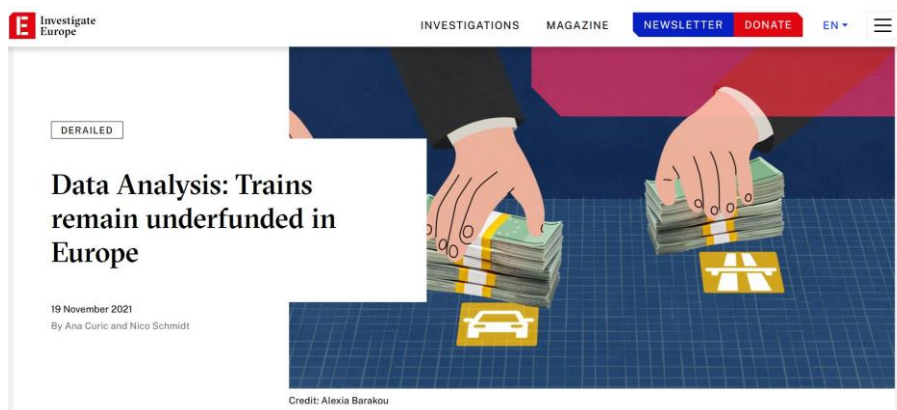 E
Investigate
Europe
INVESTIGATIONS
MAGAZINE
NEWSLETTER
DONATE
EN
DERAILED
Data Analysis: Trains
remain underfunded in
Europe
19 November 2021
By Ana Curic and Nico Schmidt
Credit: Alexia Barakou